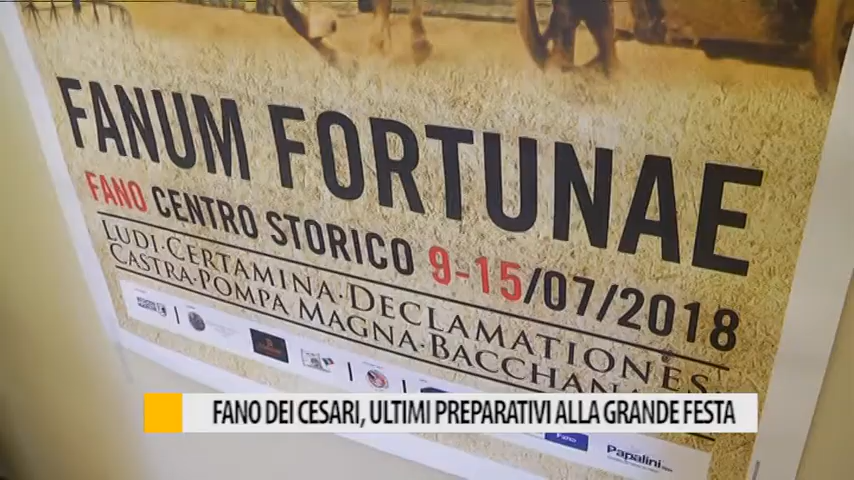 FANUM FORTUNAE
FANO CENTRO STORICO 9-15/07/2018
LUDI·CERTAMINA·DECLAMATIONES
CASTRA·POMPA MAGNA·BACCHANA
FANO DEI CESARI, ULTIMI PREPARATIVI ALLA GRANDE FESTA
Fano
Papalini